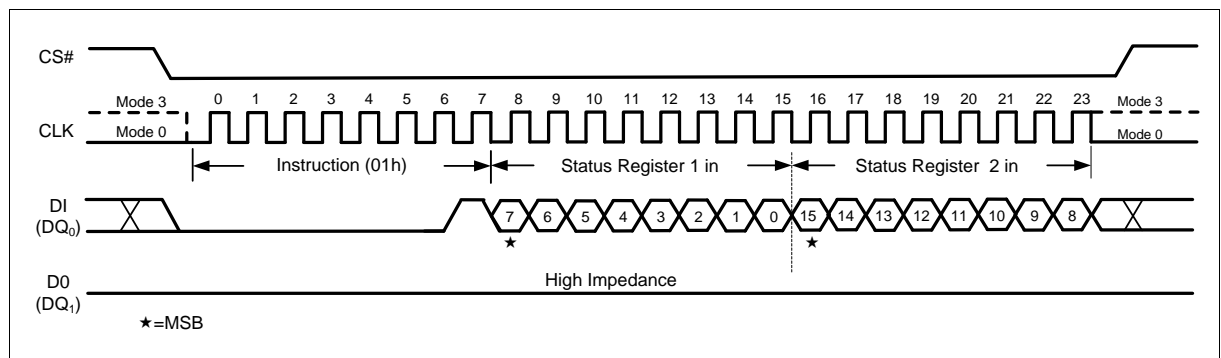 CS#
Mode 3 0 1 2 3 4 5 6 7 8 9 10 11 12 13 14 15 16 17 18 19 20 21 22 23 Mode 3
CLK Mode 0 Mode 0
Instruction (01h) Status Register 1 in Status Register 2 in
DI
(DQ0) 7 6 5 4 3 2 1 0 15 14 13 12 11 10 9 8
★ ★
High Impedance
D0
(DQ1)
★=MSB